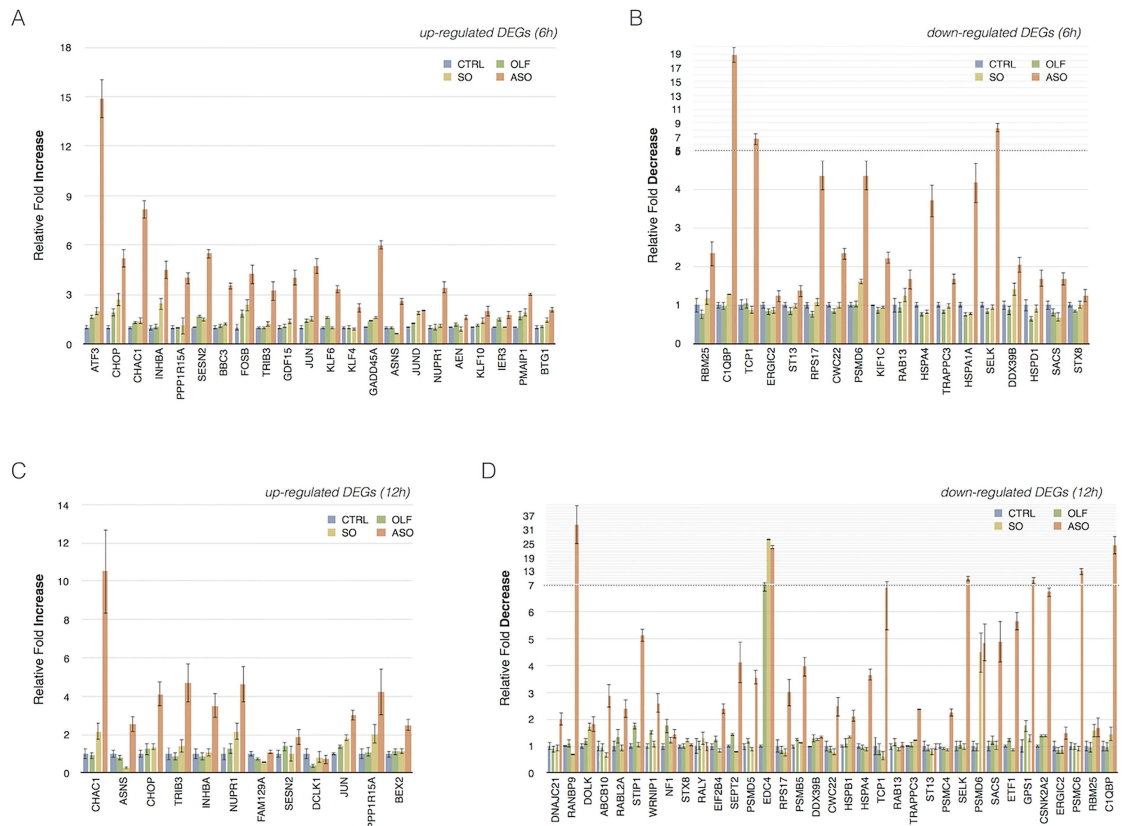 A
up-regulated DEGs (6h)
CTRL OLF
SO ASO
Relative Fold Increase
18
15
12
9
6
3
0
ATF3 CHOP CHAC1 INHBA PPP1R15A SESN2 BBC3 FOSB TRIB3 GDF15 JUN KLF6 KLF4 GADD45A ASNS JUND NUPR1 AEN KLF10 IER3 PMAIP1 BTG1
B
down-regulated DEGs (6h)
CTRL OLF
SO ASO
Relative Fold Decrease
19
17
15
13
11
9
7
5
4
3
2
1
0
RBM25 C1QBP TCP1 ERGIC2 ST13 RPS17 CWC22 PSMD6 KIF1C RAB13 HSPA4 TRAPPC3 HSPA1A SELK DDX39B HSPD1 SACS STX8
C
up-regulated DEGs (12h)
CTRL OLF
SO ASO
Relative Fold Increase
14
12
10
8
6
4
2
0
CHAC1 ASNS CHOP TRIB3 INHBA NUPR1 FAM129A SESN2 DCLK1 JUN PPP1R15A BEX2
D
down-regulated DEGs (12h)
CTRL OLF
SO ASO
Relative Fold Decrease
37
31
25
19
13
7
6
5
4
3
2
1
0
DNAJC21 RANBP9 DOLK ABCB10 RABL2A STIP1 WRNIP1 NF1 STX8 RALY EIF2B4 SEPT2 PSMD5 EDC4 RPS17 PSMB5 DDX39B CWC22 HSPB1 HSPA4 TCP1 RAB13 TRAPPC3 ST13 PSMC4 SELK PSMD6 SACS ETF1 GPS1 CSNK2A2 ERGIC2 PSMC6 RBM25 C1QBP